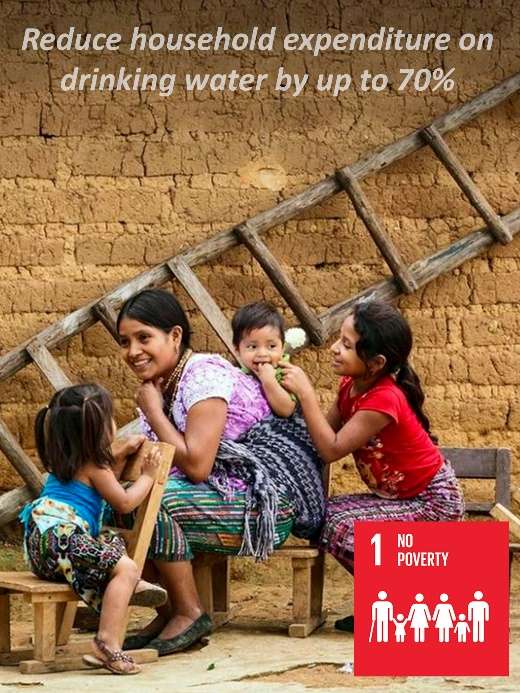 Reduce household expenditure on
drinking water by up to 70%
1 NO
POVERTY